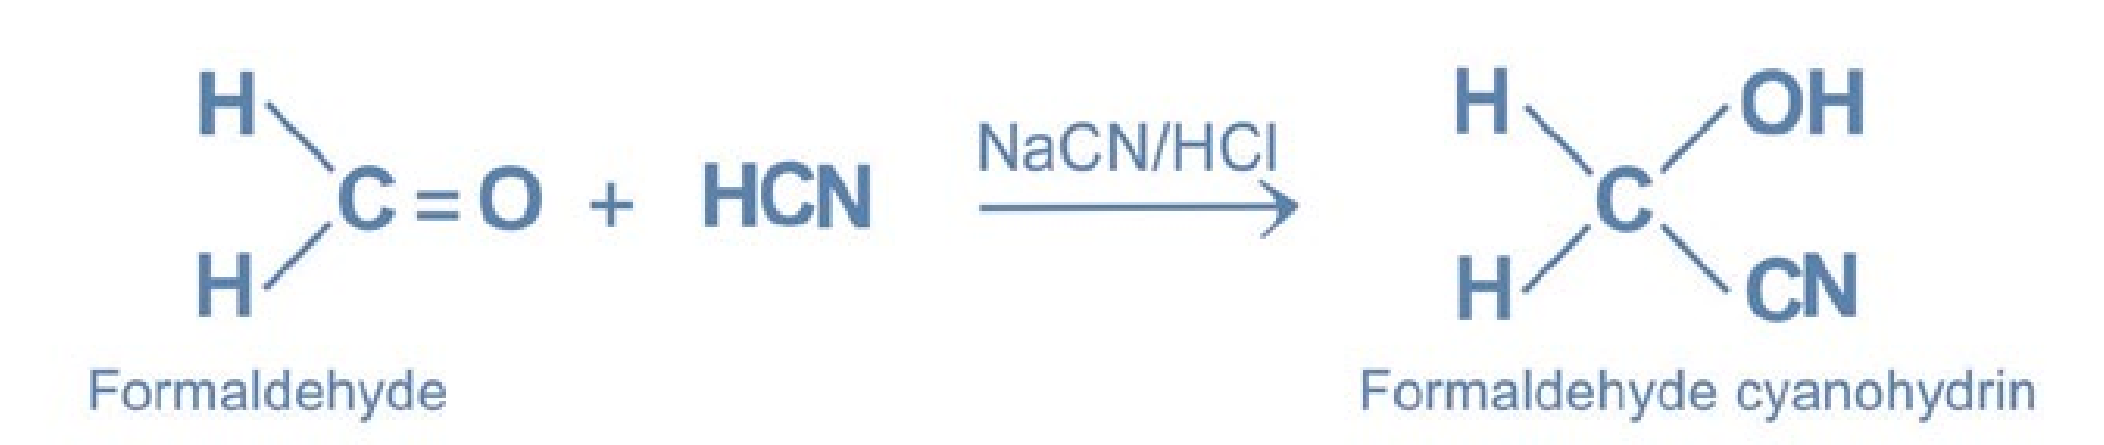 H
H
C=O + HCN
NaCN/HCl
H
OH
C
H
CN
Formaldehyde
Formaldehyde cyanohydrin